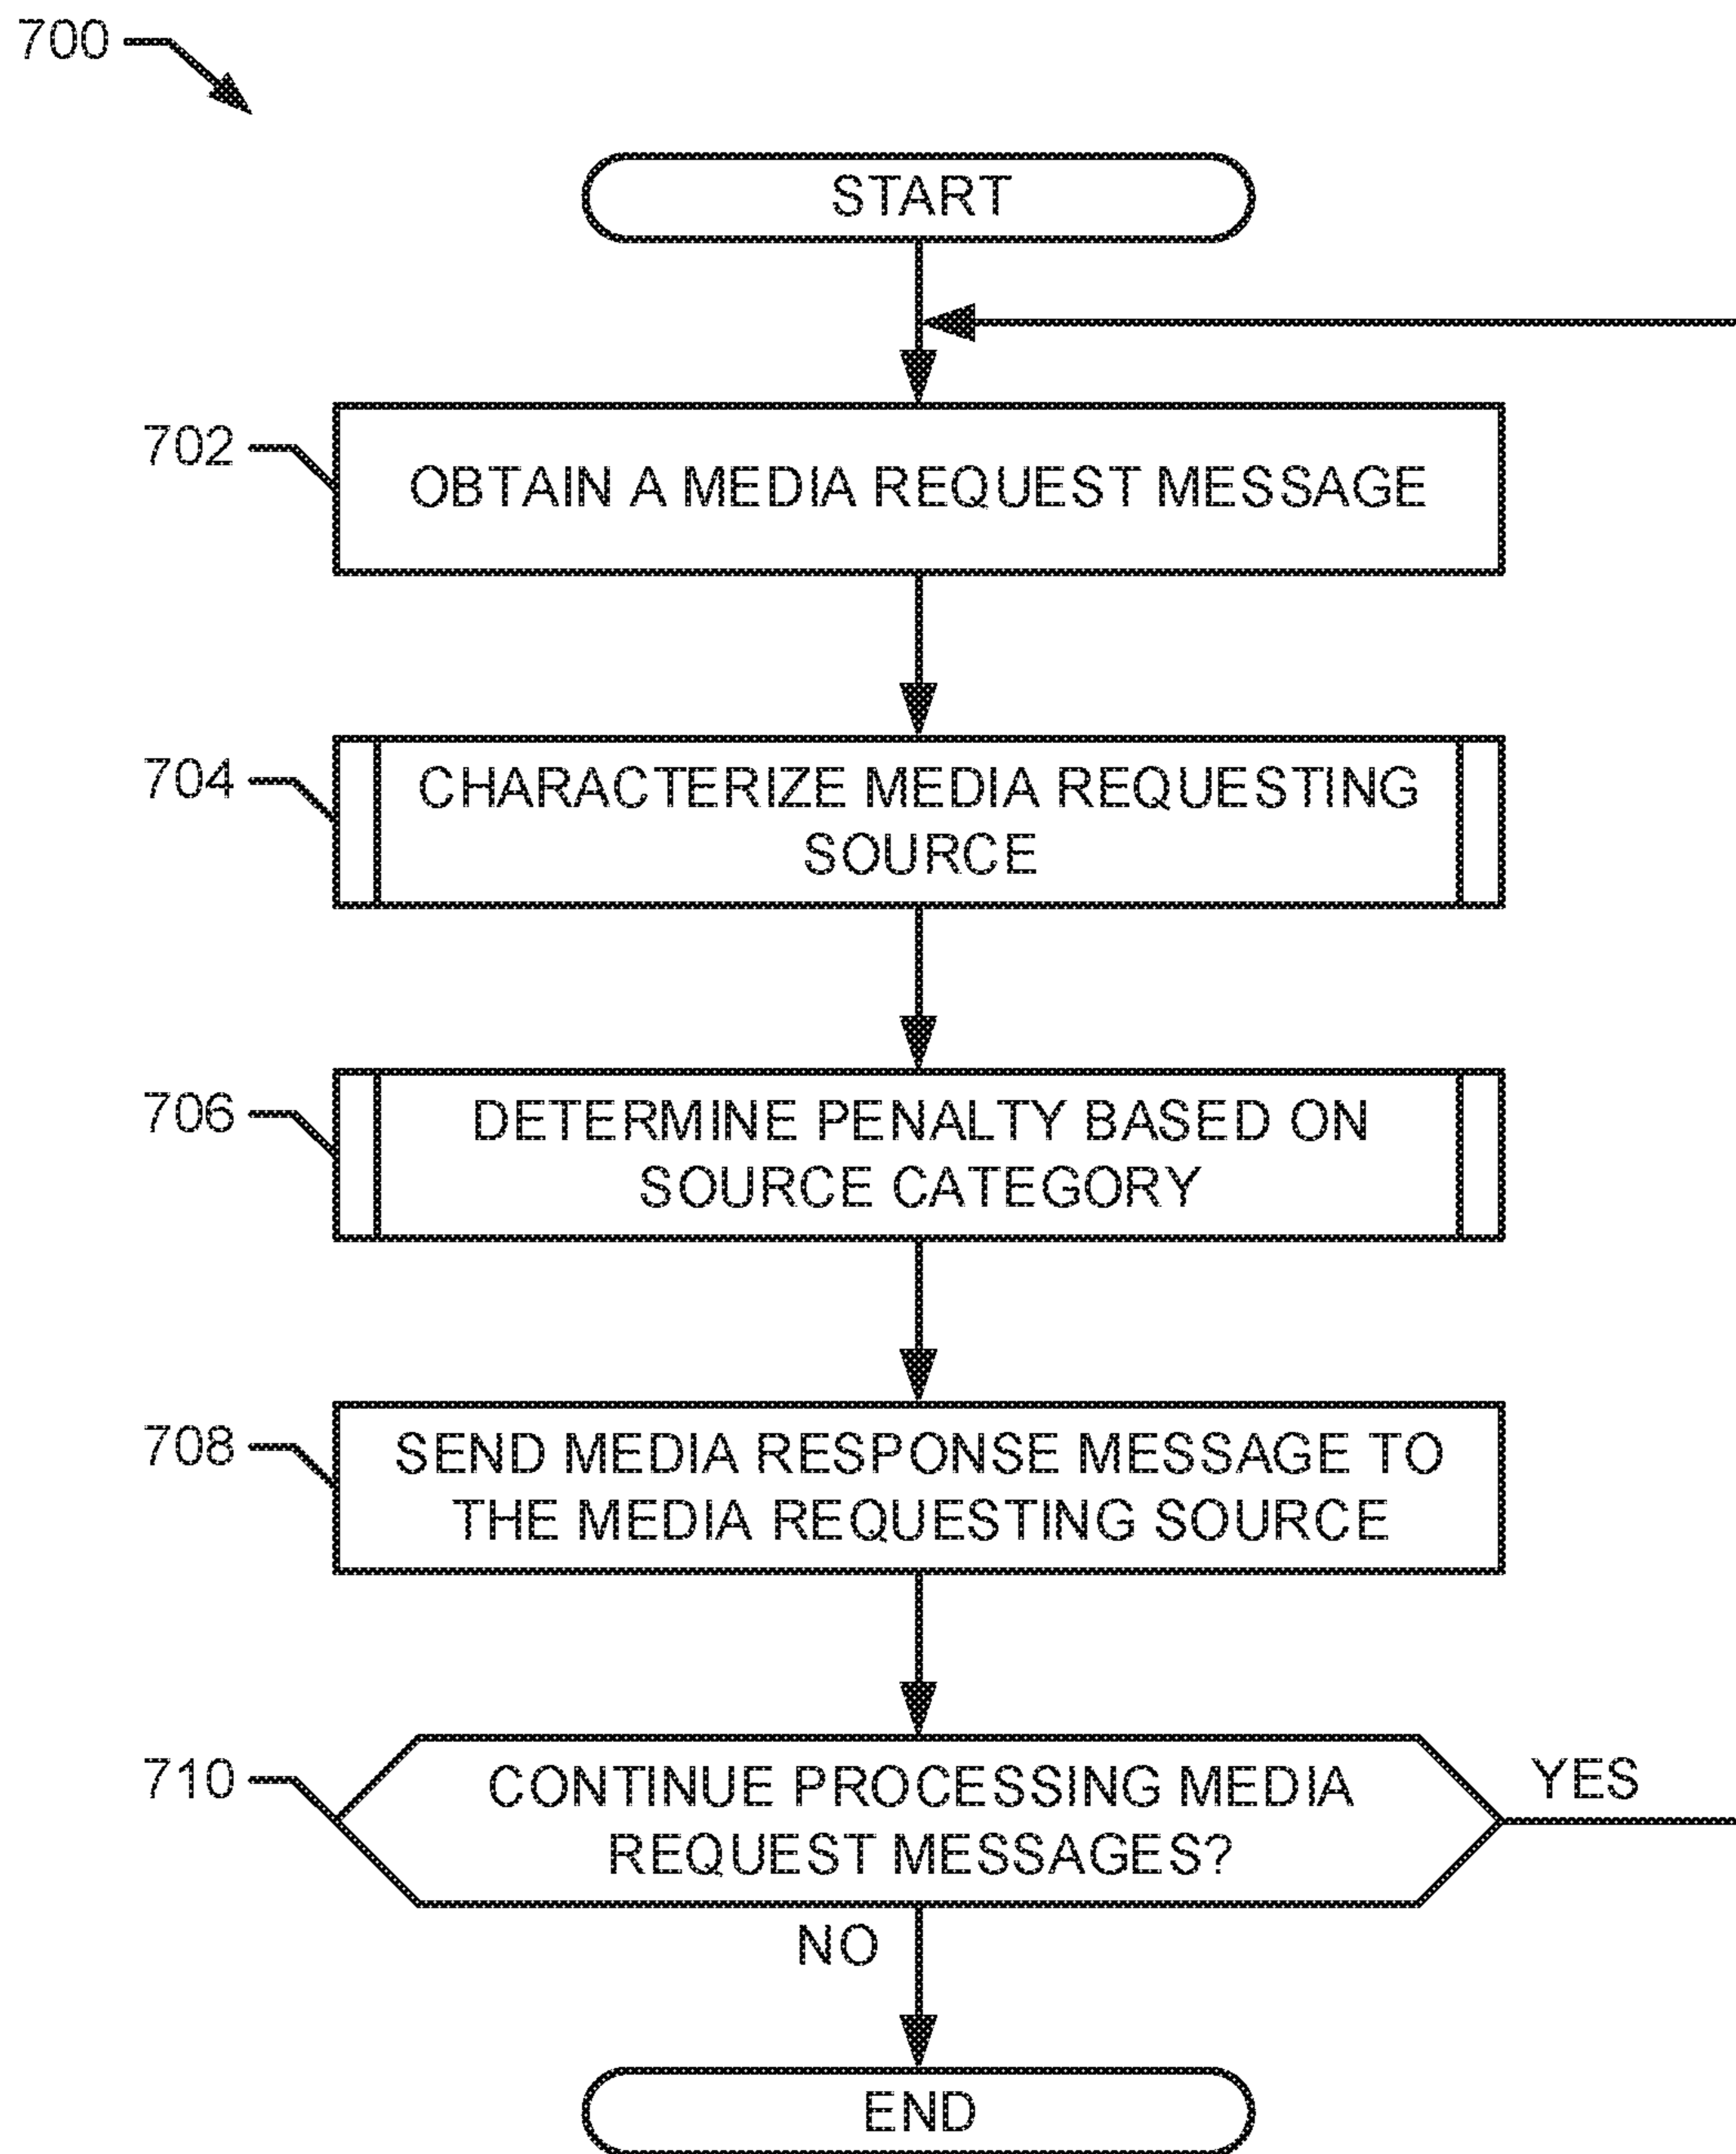 700
START
702
OBTAIN A MEDIA REQUEST MESSAGE
704
CHARACTERIZE MEDIA REQUESTING
SOURCE
706
DETERMINE PENALTY BASED ON
SOURCE CATEGORY
708
SEND MEDIA RESPONSE MESSAGE TO
THE MEDIA REQUESTING SOURCE
710
CONTINUE PROCESSING MEDIA
REQUEST MESSAGES?
YES
NO
END